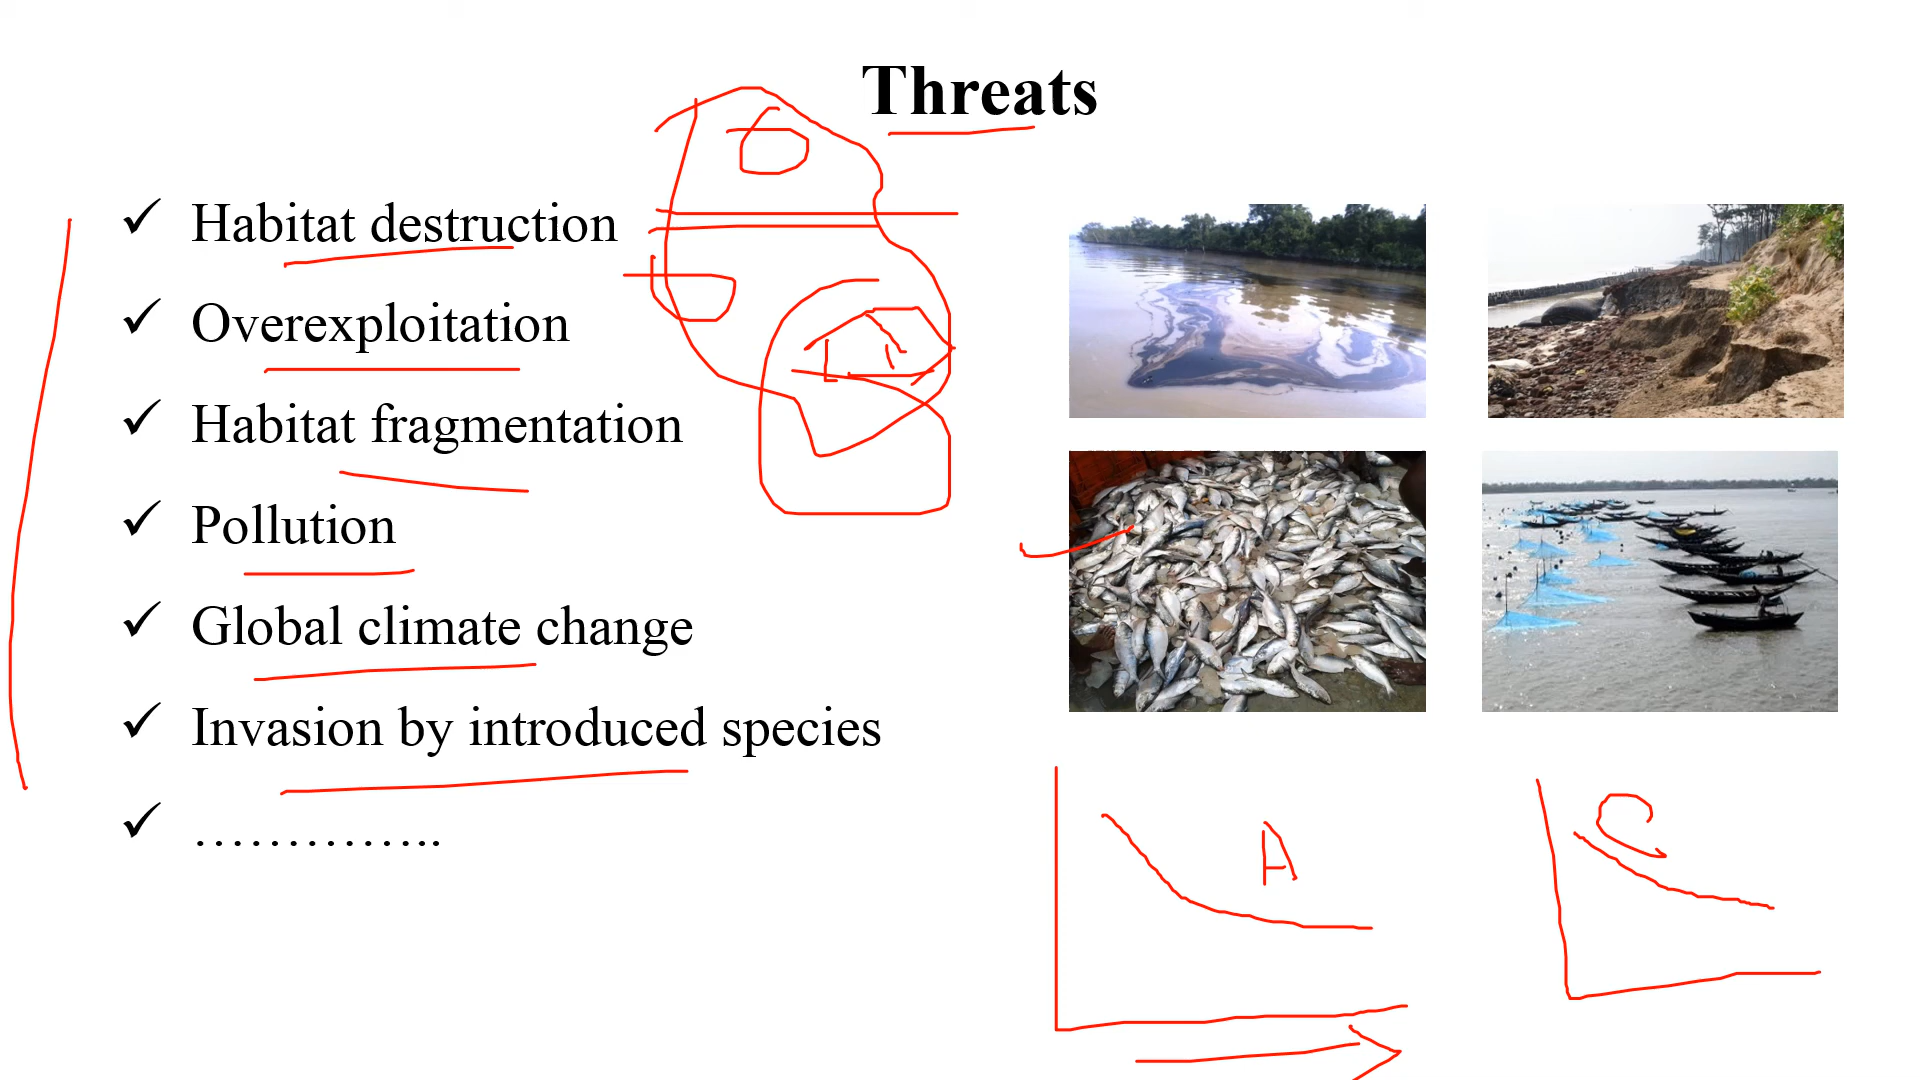 Threats
✓ Habitat destruction
✓ Overexploitation
✓ Habitat fragmentation
✓ Pollution
✓ Global climate change
✓ Invasion by introduced species
✓ …………..
A